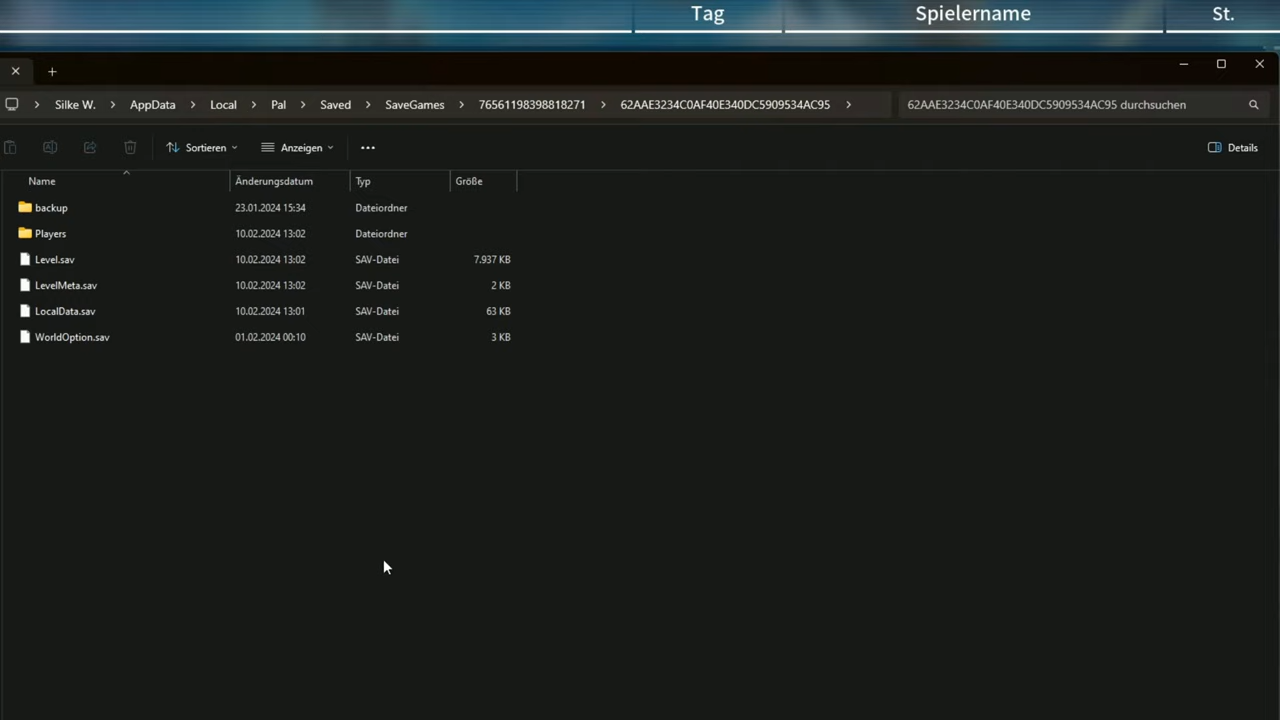 Tag Spielername St.
Silke W. AppData Local Pal Saved SaveGames 76561198398818271 62AAE3234C0AF40E340DC5909534AC95 62AAE3234C0AF40E340DC5909534AC95 durchsuchen
Sortieren Anzeigen Details
Name Änderungsdatum Typ Größe
backup 23.01.2024 15:34 Dateiordner
Players 10.02.2024 13:02 Dateiordner
Level.sav 10.02.2024 13:02 SAV-Datei 7.937 KB
LevelMeta.sav 10.02.2024 13:02 SAV-Datei 2 KB
LocalData.sav 10.02.2024 13:01 SAV-Datei 63 KB
WorldOption.sav 01.02.2024 00:10 SAV-Datei 3 KB